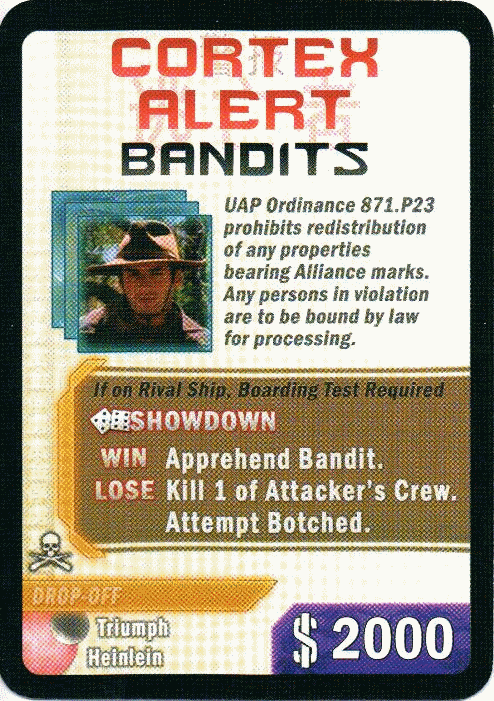 CORTEX
ALERT
BANDITS
UAP Ordinance 871.P23
prohibits redistribution
of any properties
bearing Alliance marks.
Any persons in violation
are to be bound by law
for processing.
If on Rival Ship, Boarding Test Required
SHOWDOWN
WIN Apprehend Bandit.
LOSE Kill 1 of Attacker's Crew.
Attempt Botched.
DROP-OFF
Triumph
Heinlein
$ 2000